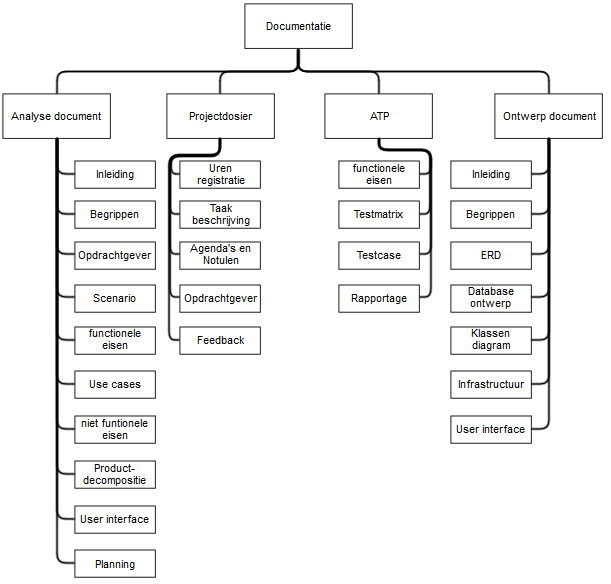 Documentatie
Analyse document
Projectdosier
ATP
Ontwerp document
Inleiding
Begrippen
Opdrachtgever
Scenario
functionele
eisen
Use cases
niet funtionele
eisen
Product-
decompositie
User interface
Planning
Uren
registratie
Taak
beschrijving
Agenda's en
Notulen
Opdrachtgever
Feedback
functionele
eisen
Testmatrix
Testcase
Rapportage
Inleiding
Begrippen
ERD
Database
ontwerp
Klassen
diagram
Infrastructuur
User interface